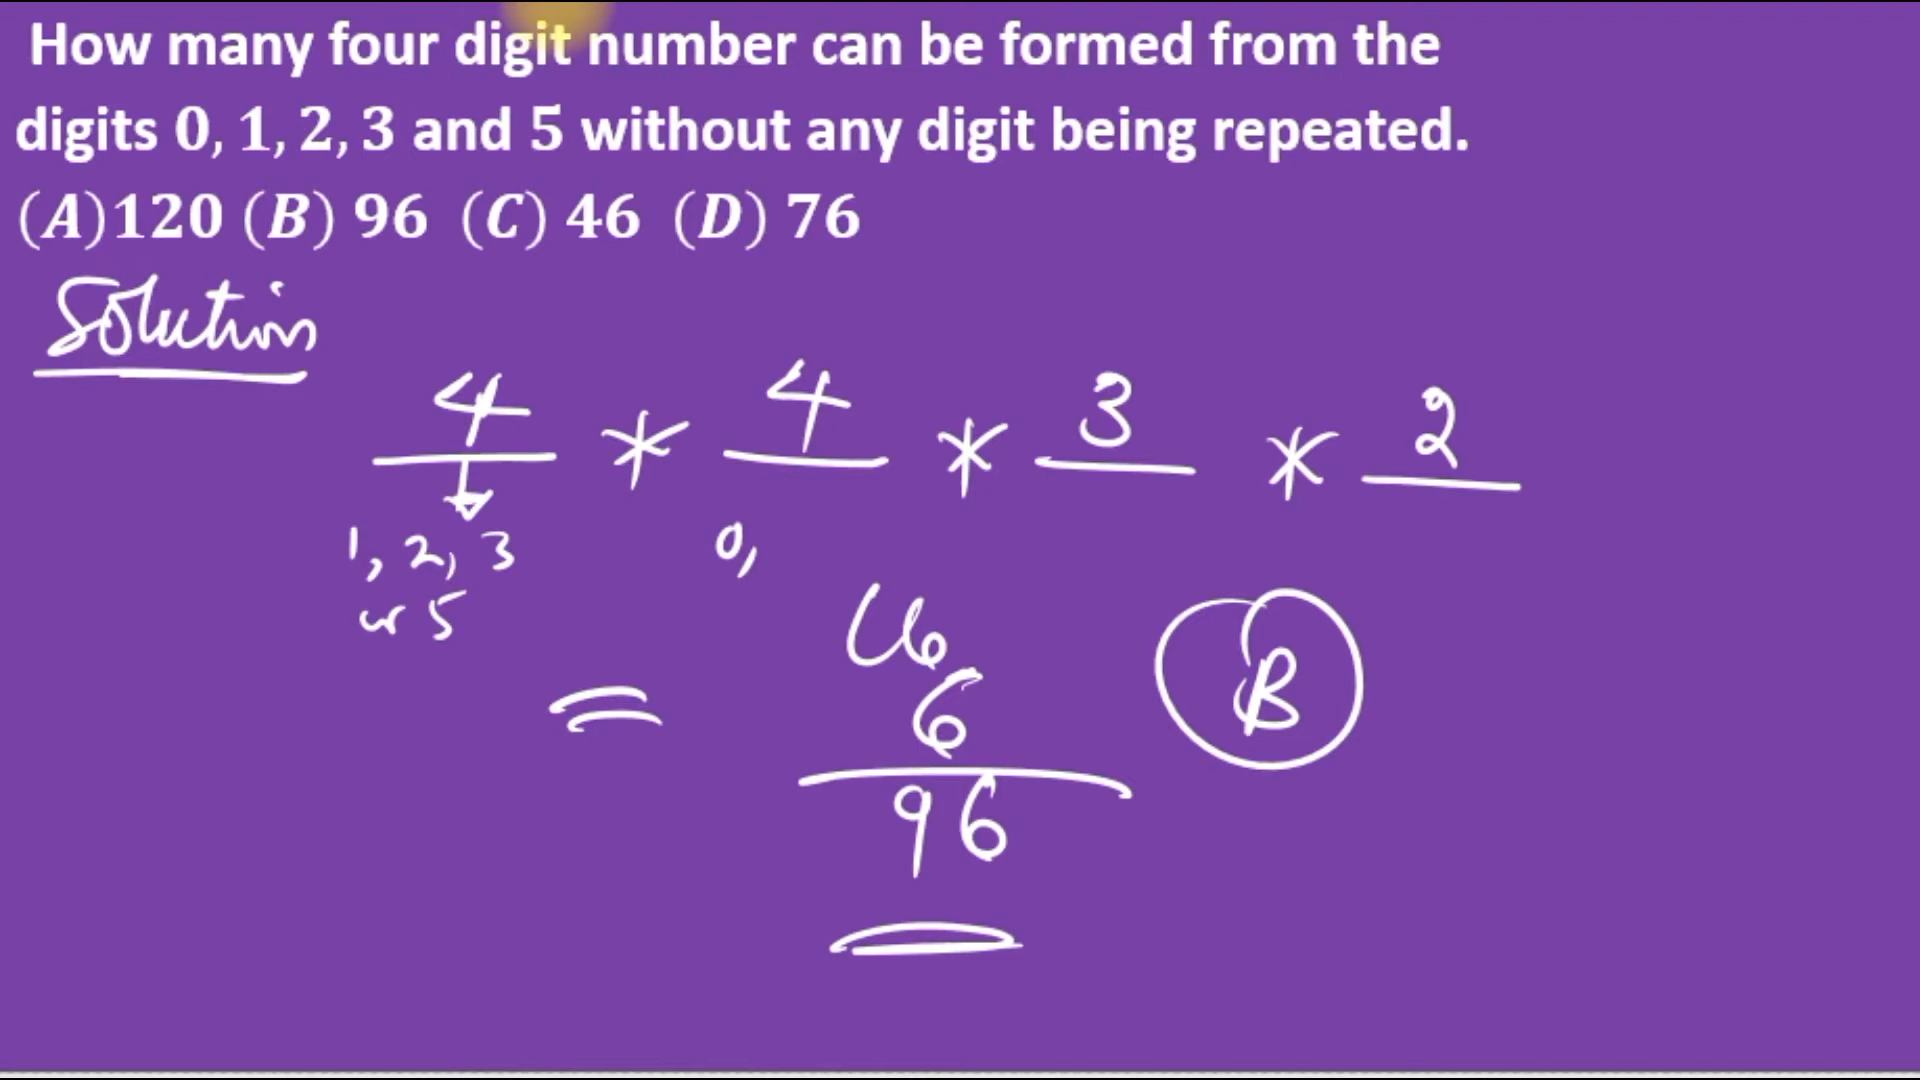 How many four digit number can be formed from the
digits 0, 1, 2, 3 and 5 without any digit being repeated.
(A)120 (B) 96 (C) 46 (D) 76
Solution
4 * 4 * 3 * 2
1, 2, 3 0,
or 5
16
= 6 B
96